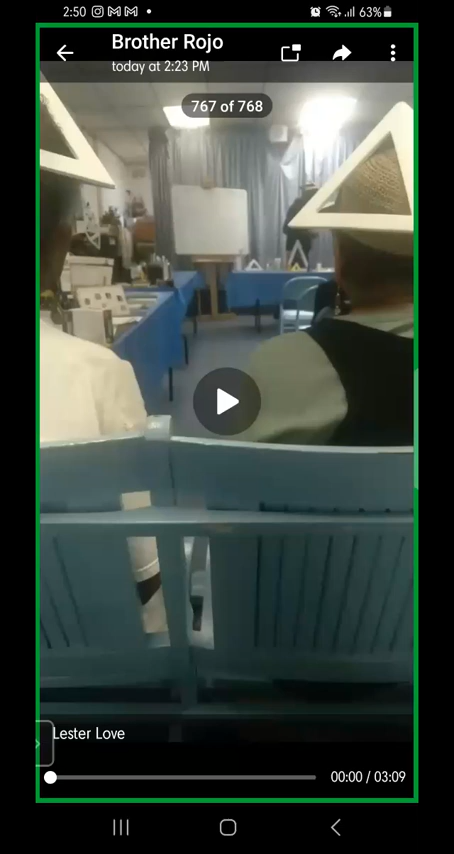 2:50
63%
Brother Rojo
today at 2:23 PM
767 of 768
Lester Love
00:00 / 03:09